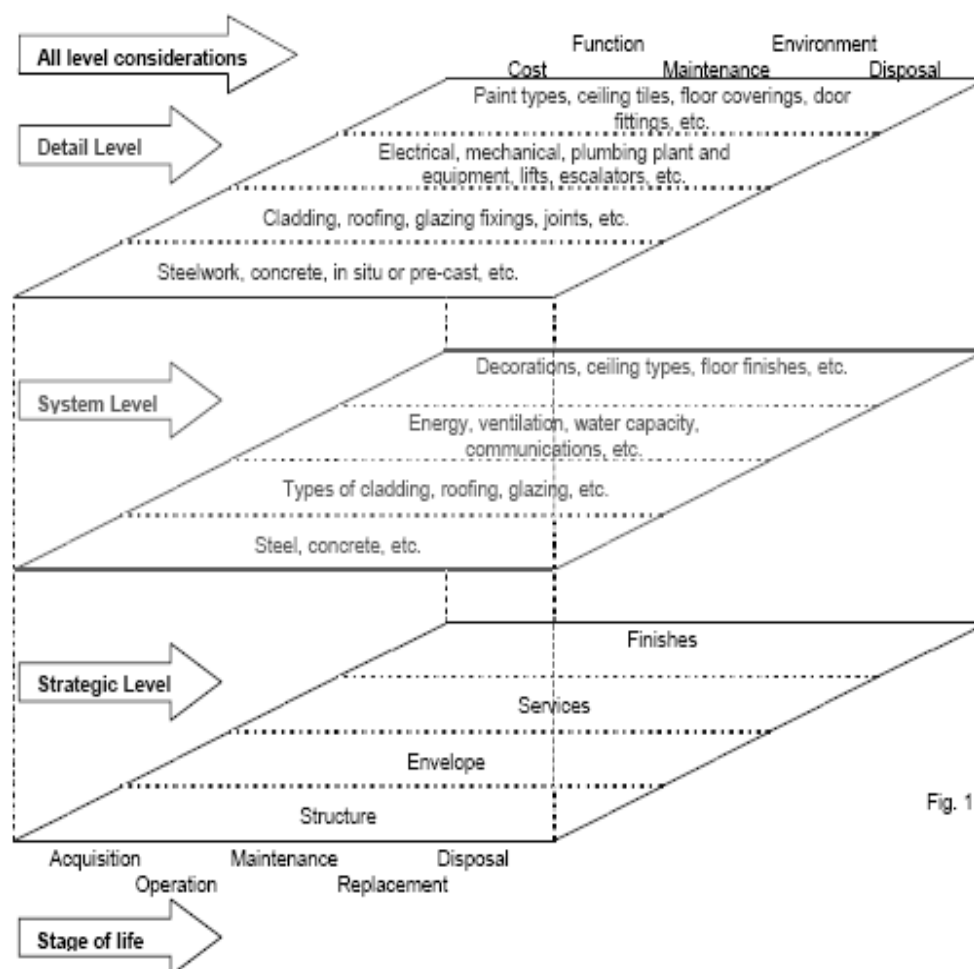 All level considerations
Function Environment
Cost Maintenance Disposal
Detail Level
Paint types, ceiling tiles, floor coverings, door
fittings, etc.
Electrical, mechanical, plumbing plant and
equipment, lifts, escalators, etc.
Cladding, roofing, glazing fixings, joints, etc.
Steelwork, concrete, in situ or pre-cast, etc.
System Level
Decorations, ceiling types, floor finishes, etc.
Energy, ventilation, water capacity,
communications, etc.
Types of cladding, roofing, glazing, etc.
Steel, concrete, etc.
Strategic Level
Finishes
Services
Envelope
Structure
Fig. 1
Acquisition Maintenance Disposal
Operation Replacement
Stage of life